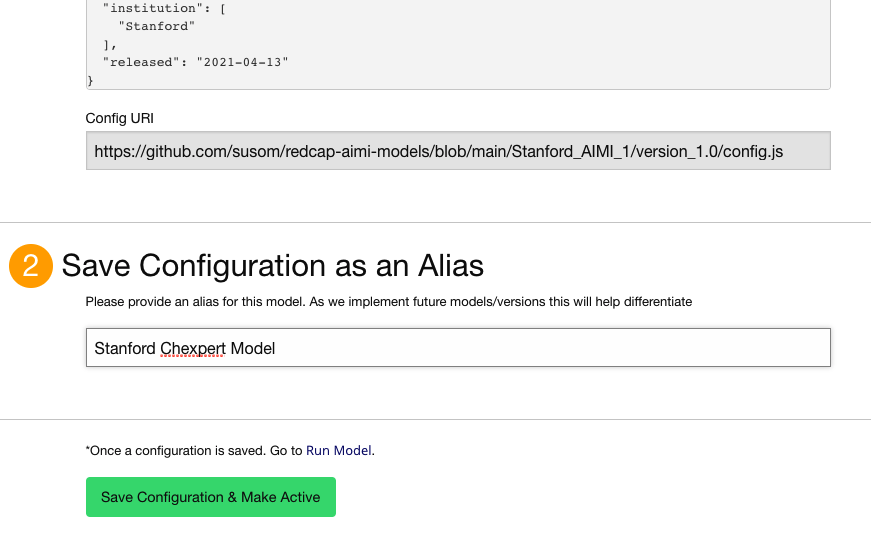 "institution": [
"Stanford"
],
"released": "2021-04-13"
}
Config URI
https://github.com/susom/redcap-aimi-models/blob/main/Stanford_AIMI_1/version_1.0/config.js
2 Save Configuration as an Alias
Please provide an alias for this model. As we implement future models/versions this will help differentiate
Stanford Chexpert Model
*Once a configuration is saved. Go to Run Model.
Save Configuration & Make Active